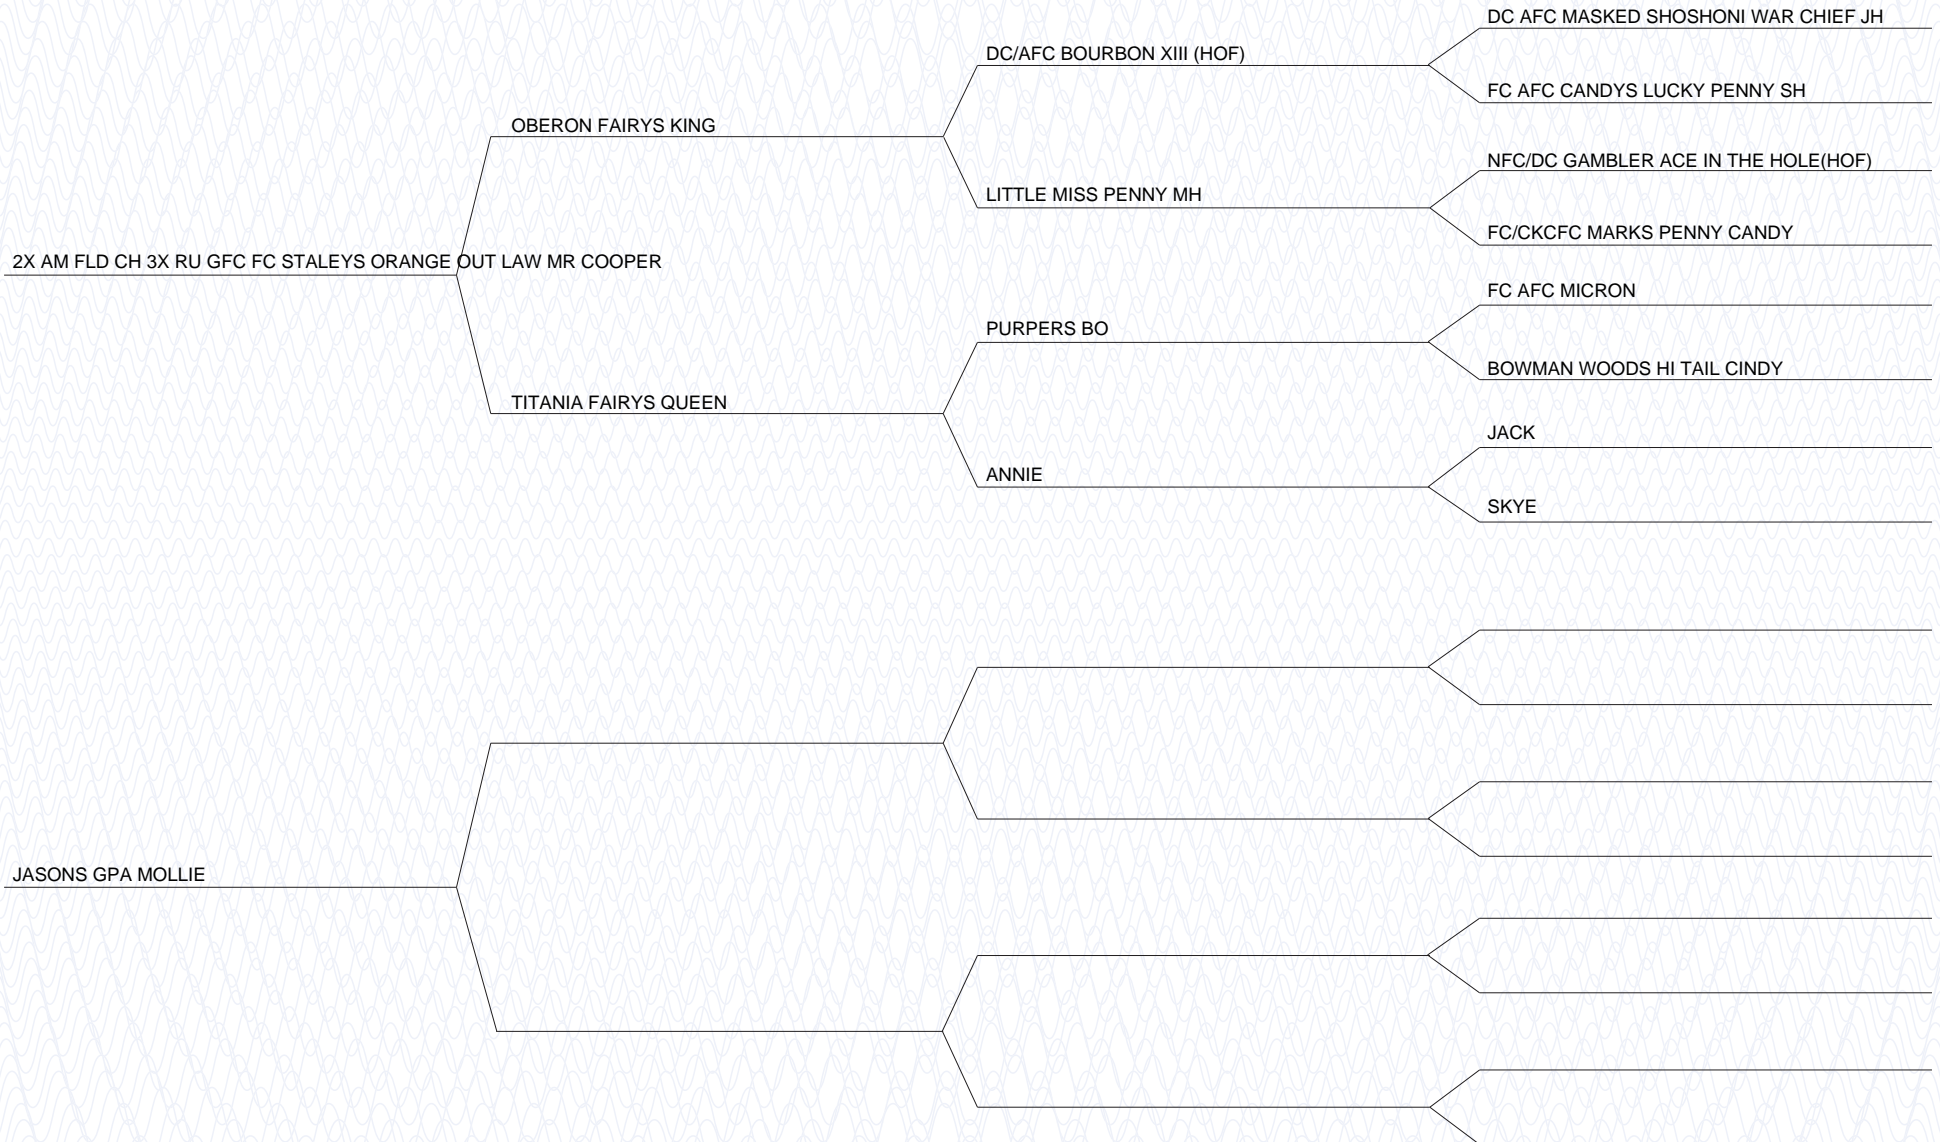 DC AFC MASKED SHOSHONI WAR CHIEF JH
DC/AFC BOURBON XIII (HOF)
FC AFC CANDYS LUCKY PENNY SH
OBERON FAIRYS KING
NFC/DC GAMBLER ACE IN THE HOLE(HOF)
LITTLE MISS PENNY MH
FC/CKCFC MARKS PENNY CANDY
2X AM FLD CH 3X RU GFC FC STALEYS ORANGE OUT LAW MR COOPER
FC AFC MICRON
PURPERS BO
BOWMAN WOODS HI TAIL CINDY
TITANIA FAIRYS QUEEN
JACK
ANNIE
SKYE
JASONS GPA MOLLIE